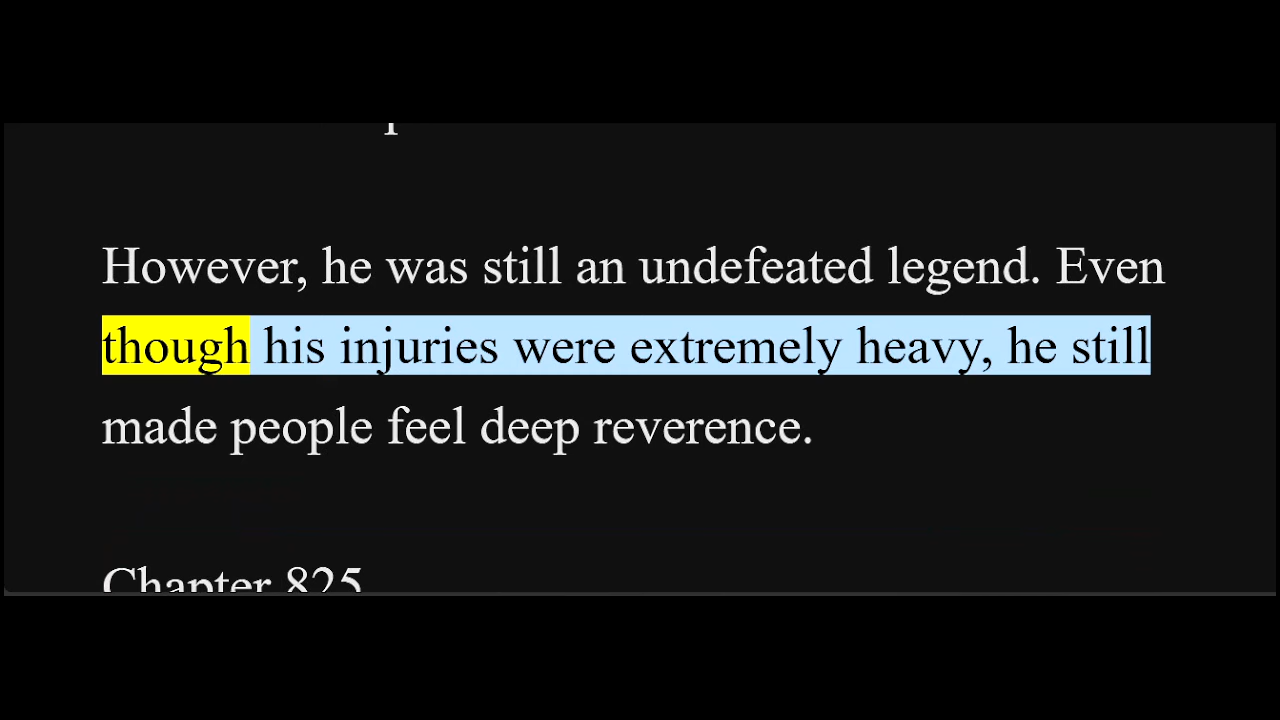 However, he was still an undefeated legend. Even
though his injuries were extremely heavy, he still
made people feel deep reverence.
Chapter 825